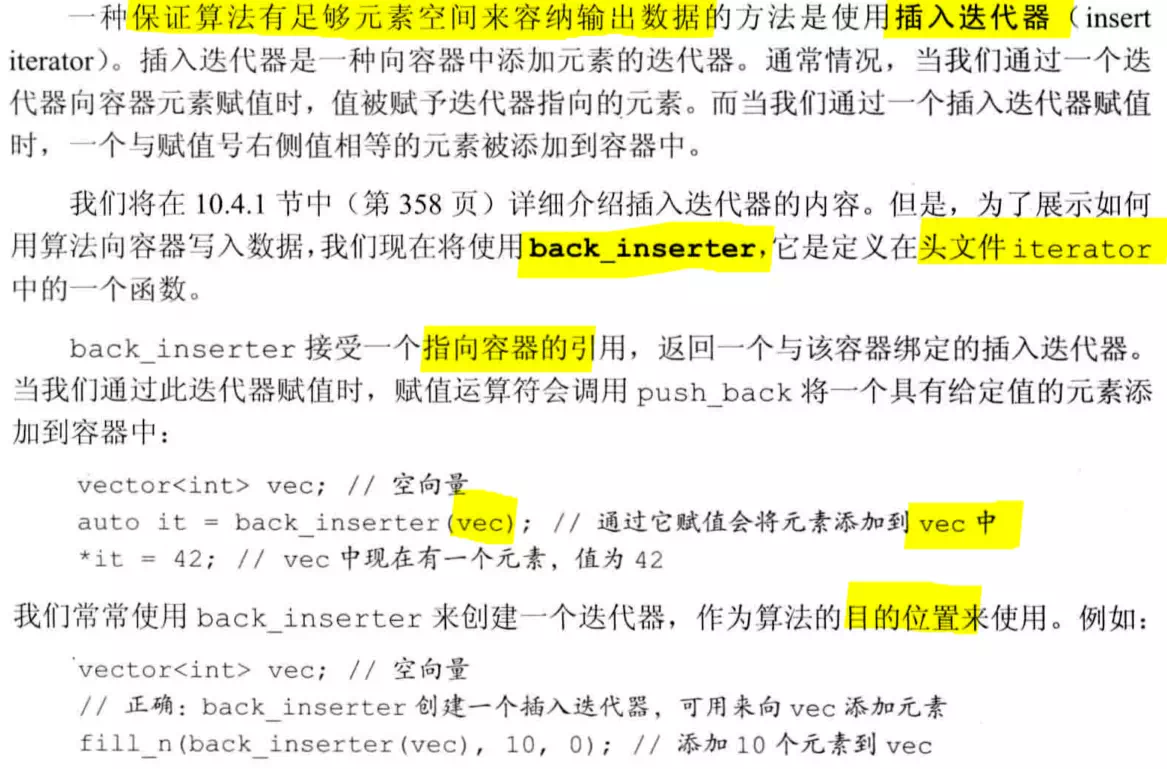 一种保证算法有足够元素空间来容纳输出数据的方法是使用插入迭代器（insert
iterator）。插入迭代器是一种向容器中添加元素的迭代器。通常情况，当我们通过一个迭
代器向容器元素赋值时，值被赋予迭代器指向的元素。而当我们通过一个插入迭代器赋值
时，一个与赋值号右侧值相等的元素被添加到容器中。
我们将在 10.4.1 节中（第 358 页）详细介绍插入迭代器的内容。但是，为了展示如何
用算法向容器写入数据，我们现在将使用 back_inserter，它是定义在头文件 iterator
中的一个函数。
back_inserter 接受一个指向容器的引用，返回一个与该容器绑定的插入迭代器。
当我们通过此迭代器赋值时，赋值运算符会调用 push_back 将一个具有给定值的元素添
加到容器中：
vector<int> vec; // 空向量
auto it = back_inserter(vec); // 通过它赋值会将元素添加到 vec 中
*it = 42; // vec 中现在有一个元素，值为 42
我们常常使用 back_inserter 来创建一个迭代器，作为算法的目的位置来使用。例如：
vector<int> vec; // 空向量
// 正确：back_inserter 创建一个插入迭代器，可用来向 vec 添加元素
fill_n(back_inserter(vec), 10, 0); // 添加 10 个元素到 vec